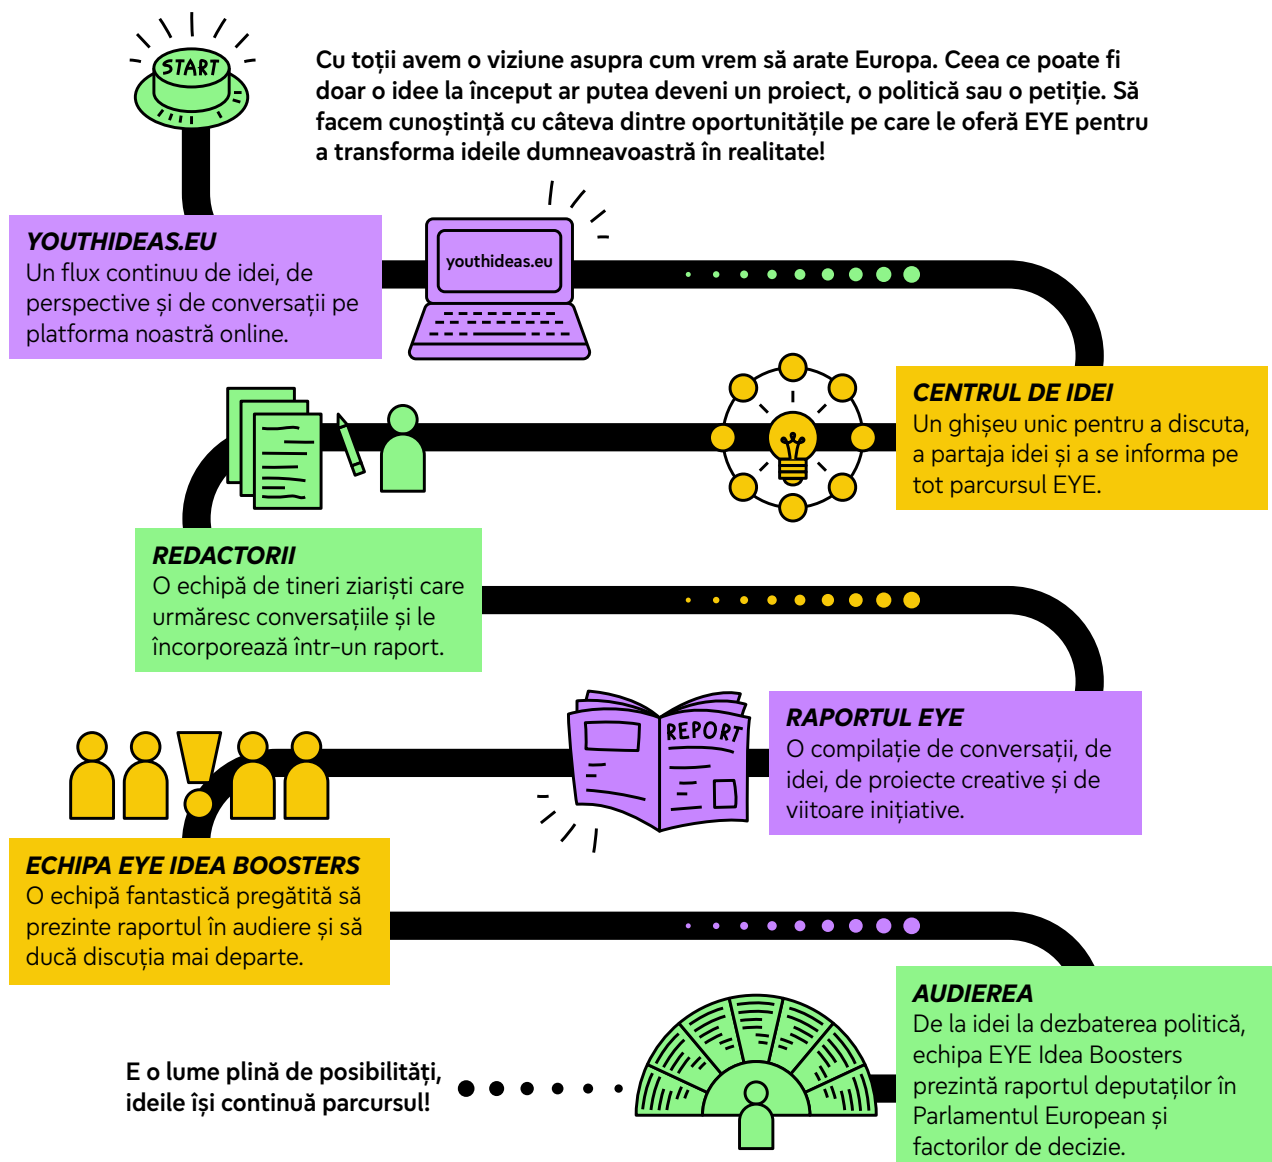 START
Cu toții avem o viziune asupra cum vrem să arate Europa. Ceea ce poate fi
doar o idee la început ar putea deveni un proiect, o politică sau o petiție. Să
facem cunoștință cu câteva dintre oportunitățile pe care le oferă EYE pentru
a transforma ideile dumneavoastră în realitate!
YOUTHIDEAS.EU
Un flux continuu de idei, de
perspective și de conversații pe
platforma noastră online.
youthideas.eu
CENTRUL DE IDEI
Un ghișeu unic pentru a discuta,
a partaja idei și a se informa pe
tot parcursul EYE.
REDACTORII
O echipă de tineri ziariști care
urmăresc conversațiile și le
încorporează într-un raport.
REPORT
RAPORTUL EYE
O compilație de conversații, de
idei, de proiecte creative și de
viitoare inițiative.
ECHIPA EYE IDEA BOOSTERS
O echipă fantastică pregătită să
prezinte raportul în audiere și să
ducă discuția mai departe.
AUDIEREA
De la idei la dezbaterea politică,
echipa EYE Idea Boosters
prezintă raportul deputaților în
Parlamentul European și
factorilor de decizie.
E o lume plină de posibilități,
ideile își continuă parcursul!